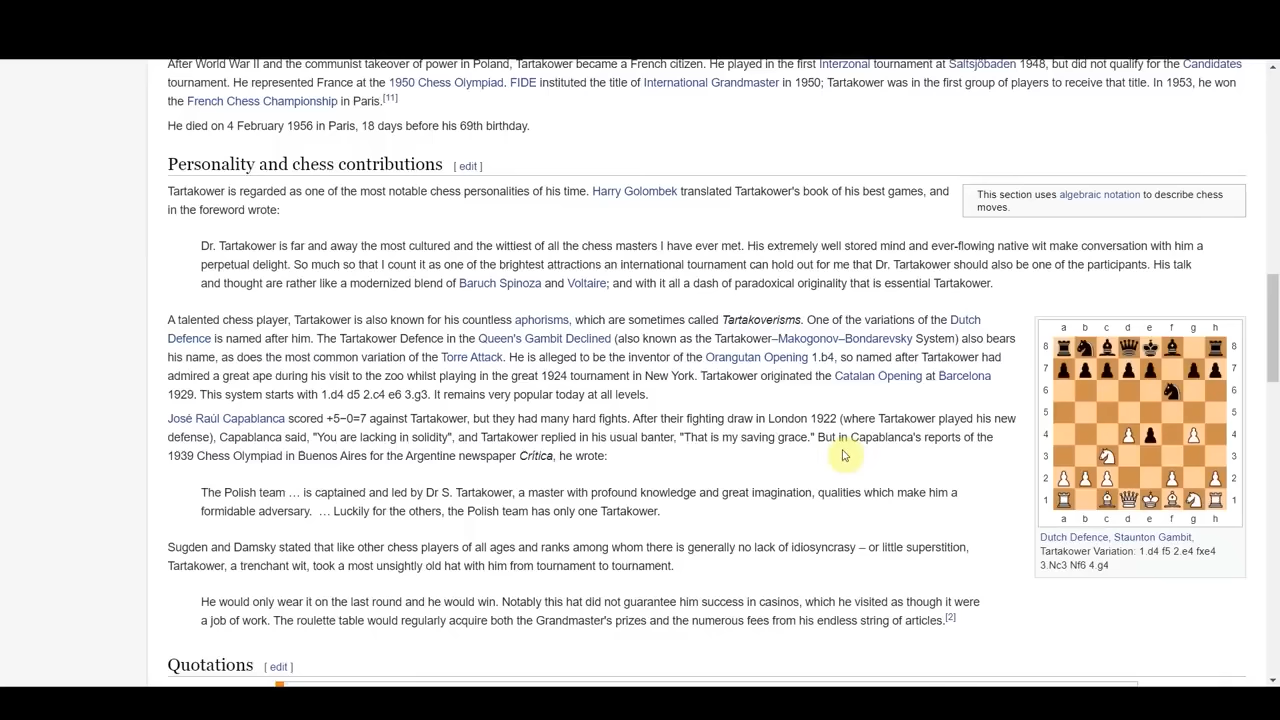 After World War II and the communist takeover of power in Poland, Tartakower became a French citizen. He played in the first Interzonal tournament at Saltsjöbaden 1948, but did not qualify for the Candidates
tournament. He represented France at the 1950 Chess Olympiad. FIDE instituted the title of International Grandmaster in 1950; Tartakower was in the first group of players to receive that title. In 1953, he won
the French Chess Championship in Paris.[11]
He died on 4 February 1956 in Paris, 18 days before his 69th birthday.
Personality and chess contributions [ edit ]
Tartakower is regarded as one of the most notable chess personalities of his time. Harry Golombek translated Tartakower's book of his best games, and
in the foreword wrote:
This section uses algebraic notation to describe chess
moves.
Dr. Tartakower is far and away the most cultured and the wittiest of all the chess masters I have ever met. His extremely well stored mind and ever-flowing native wit make conversation with him a
perpetual delight. So much so that I count it as one of the brightest attractions an international tournament can hold out for me that Dr. Tartakower should also be one of the participants. His talk
and thought are rather like a modernized blend of Baruch Spinoza and Voltaire; and with it all a dash of paradoxical originality that is essential Tartakower.
A talented chess player, Tartakower is also known for his countless aphorisms, which are sometimes called Tartakoverisms. One of the variations of the Dutch
Defence is named after him. The Tartakower Defence in the Queen's Gambit Declined (also known as the Tartakower–Makogonov–Bondarevsky System) also bears
his name, as does the most common variation of the Torre Attack. He is alleged to be the inventor of the Orangutan Opening 1.b4, so named after Tartakower had
admired a great ape during his visit to the zoo whilst playing in the great 1924 tournament in New York. Tartakower originated the Catalan Opening at Barcelona
1929. This system starts with 1.d4 d5 2.c4 e6 3.g3. It remains very popular today at all levels.
José Raúl Capablanca scored +5−0=7 against Tartakower, but they had many hard fights. After their fighting draw in London 1922 (where Tartakower played his new
defense), Capablanca said, "You are lacking in solidity", and Tartakower replied in his usual banter, "That is my saving grace." But in Capablanca's reports of the
1939 Chess Olympiad in Buenos Aires for the Argentine newspaper Crítica, he wrote:
The Polish team … is captained and led by Dr S. Tartakower, a master with profound knowledge and great imagination, qualities which make him a
formidable adversary. … Luckily for the others, the Polish team has only one Tartakower.
Sugden and Damsky stated that like other chess players of all ages and ranks among whom there is generally no lack of idiosyncrasy – or little superstition,
Tartakower, a trenchant wit, took a most unsightly old hat with him from tournament to tournament.
He would only wear it on the last round and he would win. Notably this hat did not guarantee him success in casinos, which he visited as though it were
a job of work. The roulette table would regularly acquire both the Grandmaster's prizes and the numerous fees from his endless string of articles.[2]
a b c d e f g h
8 8
7 7
6 6
5 5
4 4
3 3
2 2
1 1
a b c d e f g h
Dutch Defence, Staunton Gambit,
Tartakower Variation: 1.d4 f5 2.e4 fxe4
3.Nc3 Nf6 4.g4
Quotations [ edit ]